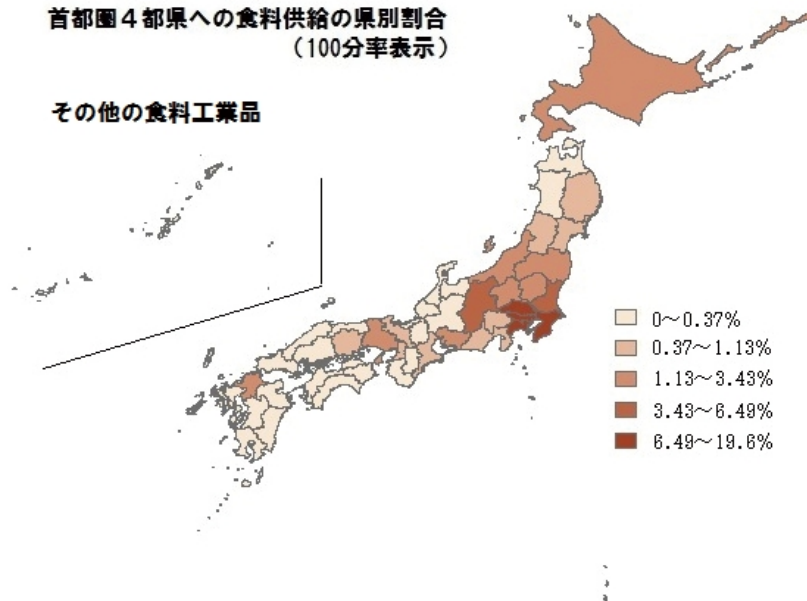 首都圏４都県への食料供給の県別割合
（100分率表示）
その他の食料工業品
0～0.37%
0.37～1.13%
1.13～3.43%
3.43～6.49%
6.49～19.6%